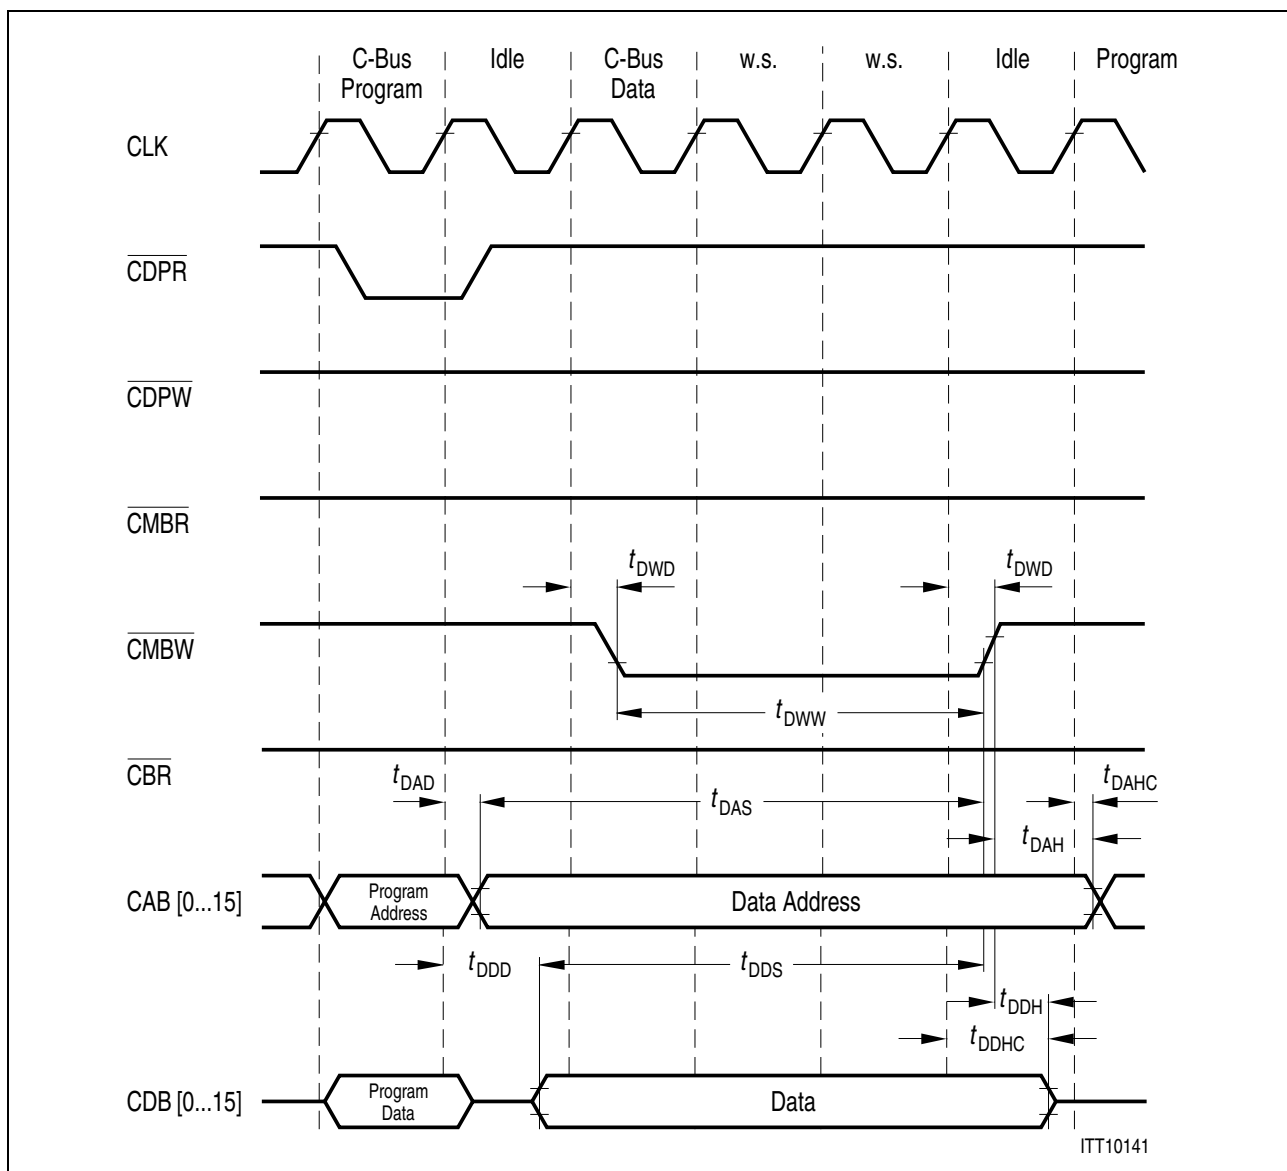 C-Bus
Program
Idle
C-Bus
Data
w.s.
w.s.
Idle
Program
CLK
CDPR
CDPW
CMBR
tDWD
tDWD
CMBW
tDWW
CBR
tDAD
tDAS
tDAHC
tDAH
CAB [0...15]
Program
Address
Data Address
tDDD
tDDS
tDDH
tDDHC
CDB [0...15]
Program
Data
Data
ITT10141